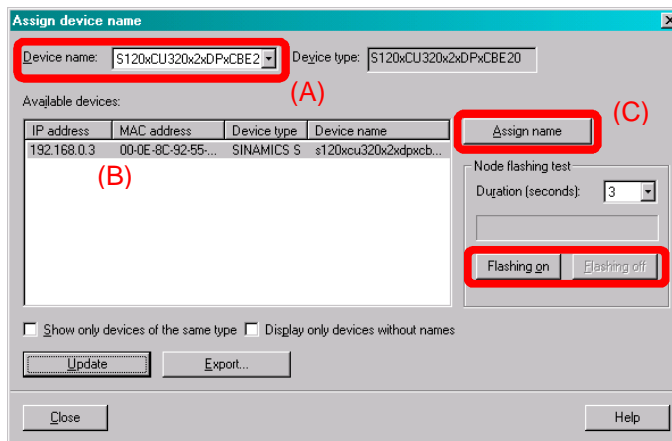 Assign device name
Device name: S120xCU320x2xDPxCBE2 Device type: S120xCU320x2xDPxCBE20
(A)
Available devices:
(C)
IP address MAC address Device type Device name
Assign name
192.168.0.3 00-0E-8C-92-55-... SINAMICS S s120xcu320x2xdpxcb...
(B)
Node flashing test
Duration (seconds): 3
Flashing on Flashing off
Show only devices of the same type Display only devices without names
Update Export...
Close Help